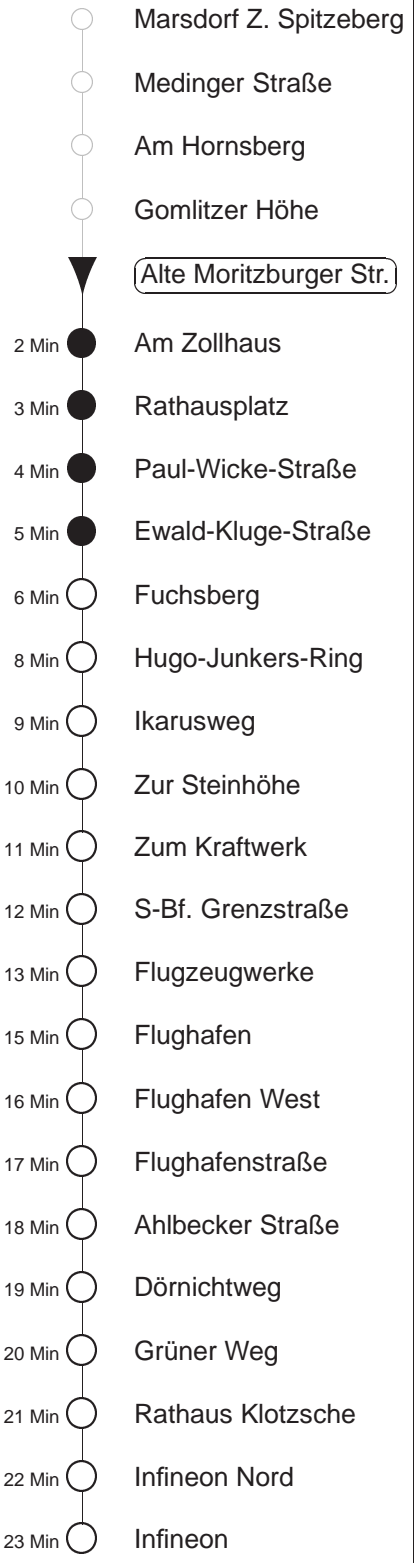 Marsdorf Z. Spitzeberg
Medinger Straße
Am Hornsberg
Gomlitzer Höhe
Alte Moritzburger Str.
2 Min Am Zollhaus
3 Min Rathausplatz
4 Min Paul-Wicke-Straße
5 Min Ewald-Kluge-Straße
6 Min Fuchsberg
8 Min Hugo-Junkers-Ring
9 Min Ikarusweg
10 Min Zur Steinhöhe
11 Min Zum Kraftwerk
12 Min S-Bf. Grenzstraße
13 Min Flugzeugwerke
15 Min Flughafen
16 Min Flughafen West
17 Min Flughafenstraße
18 Min Ahlbecker Straße
19 Min Dörnichtweg
20 Min Grüner Weg
21 Min Rathaus Klotzsche
22 Min Infineon Nord
23 Min Infineon